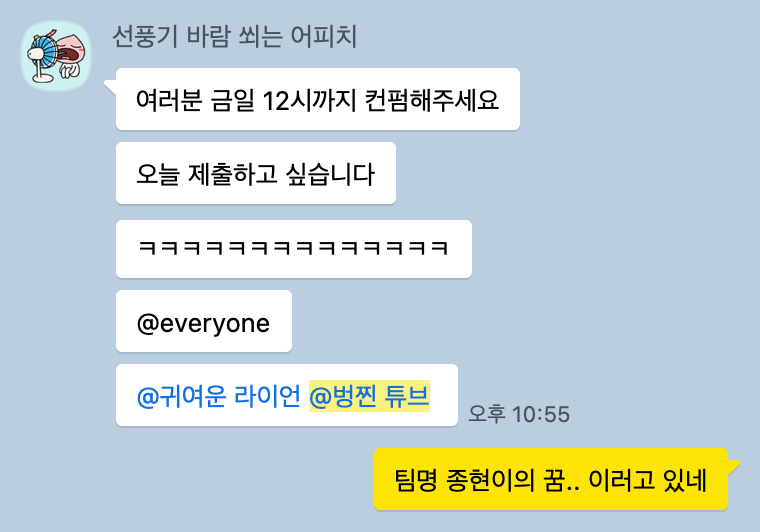 선풍기 바람 쐬는 어피치
여러분 금일 12시까지 컨펌해주세요
오늘 제출하고 싶습니다
ㅋㅋㅋㅋㅋㅋㅋㅋㅋㅋㅋㅋㅋㅋ
@everyone
@귀여운 라이언 @벙찐 튜브
오후 10:55
팀명 종현이의 꿈.. 이러고 있네